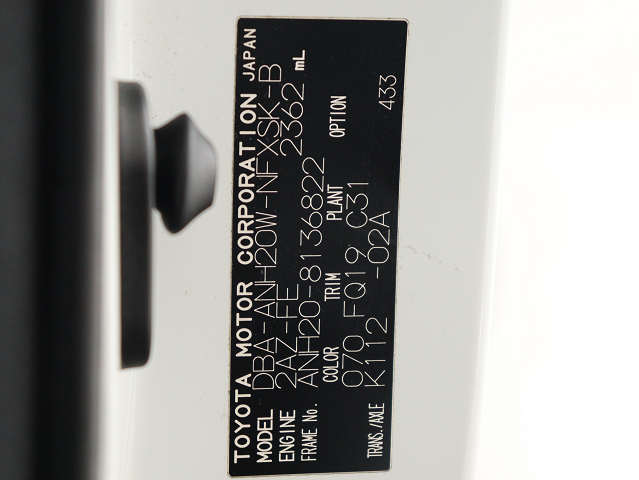 TOYOTA MOTOR CORPORATION JAPAN
MODEL DBA-ANH20W-NFXSK-B
ENGINE 2AZ-FE 2362 mL
FRAME No. ANH20-8136822
COLOR TRIM PLANT OPTION
070 FQ19 C31 433
TRANS./AXLE K112 -02A